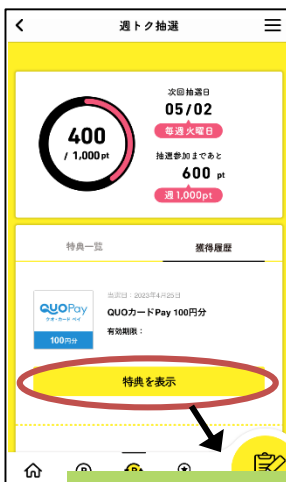 週トク抽選
次回抽選日
05/02
毎週火曜日
400
/ 1,000pt
抽選参加まであと
600 pt
週1,000pt
特典一覧
獲得履歴
出荷日:2023年4月25日
QUOPay
クオ・カード ペイ
100円分
QUOカードPay 100円分
有効期限:
特典を表示